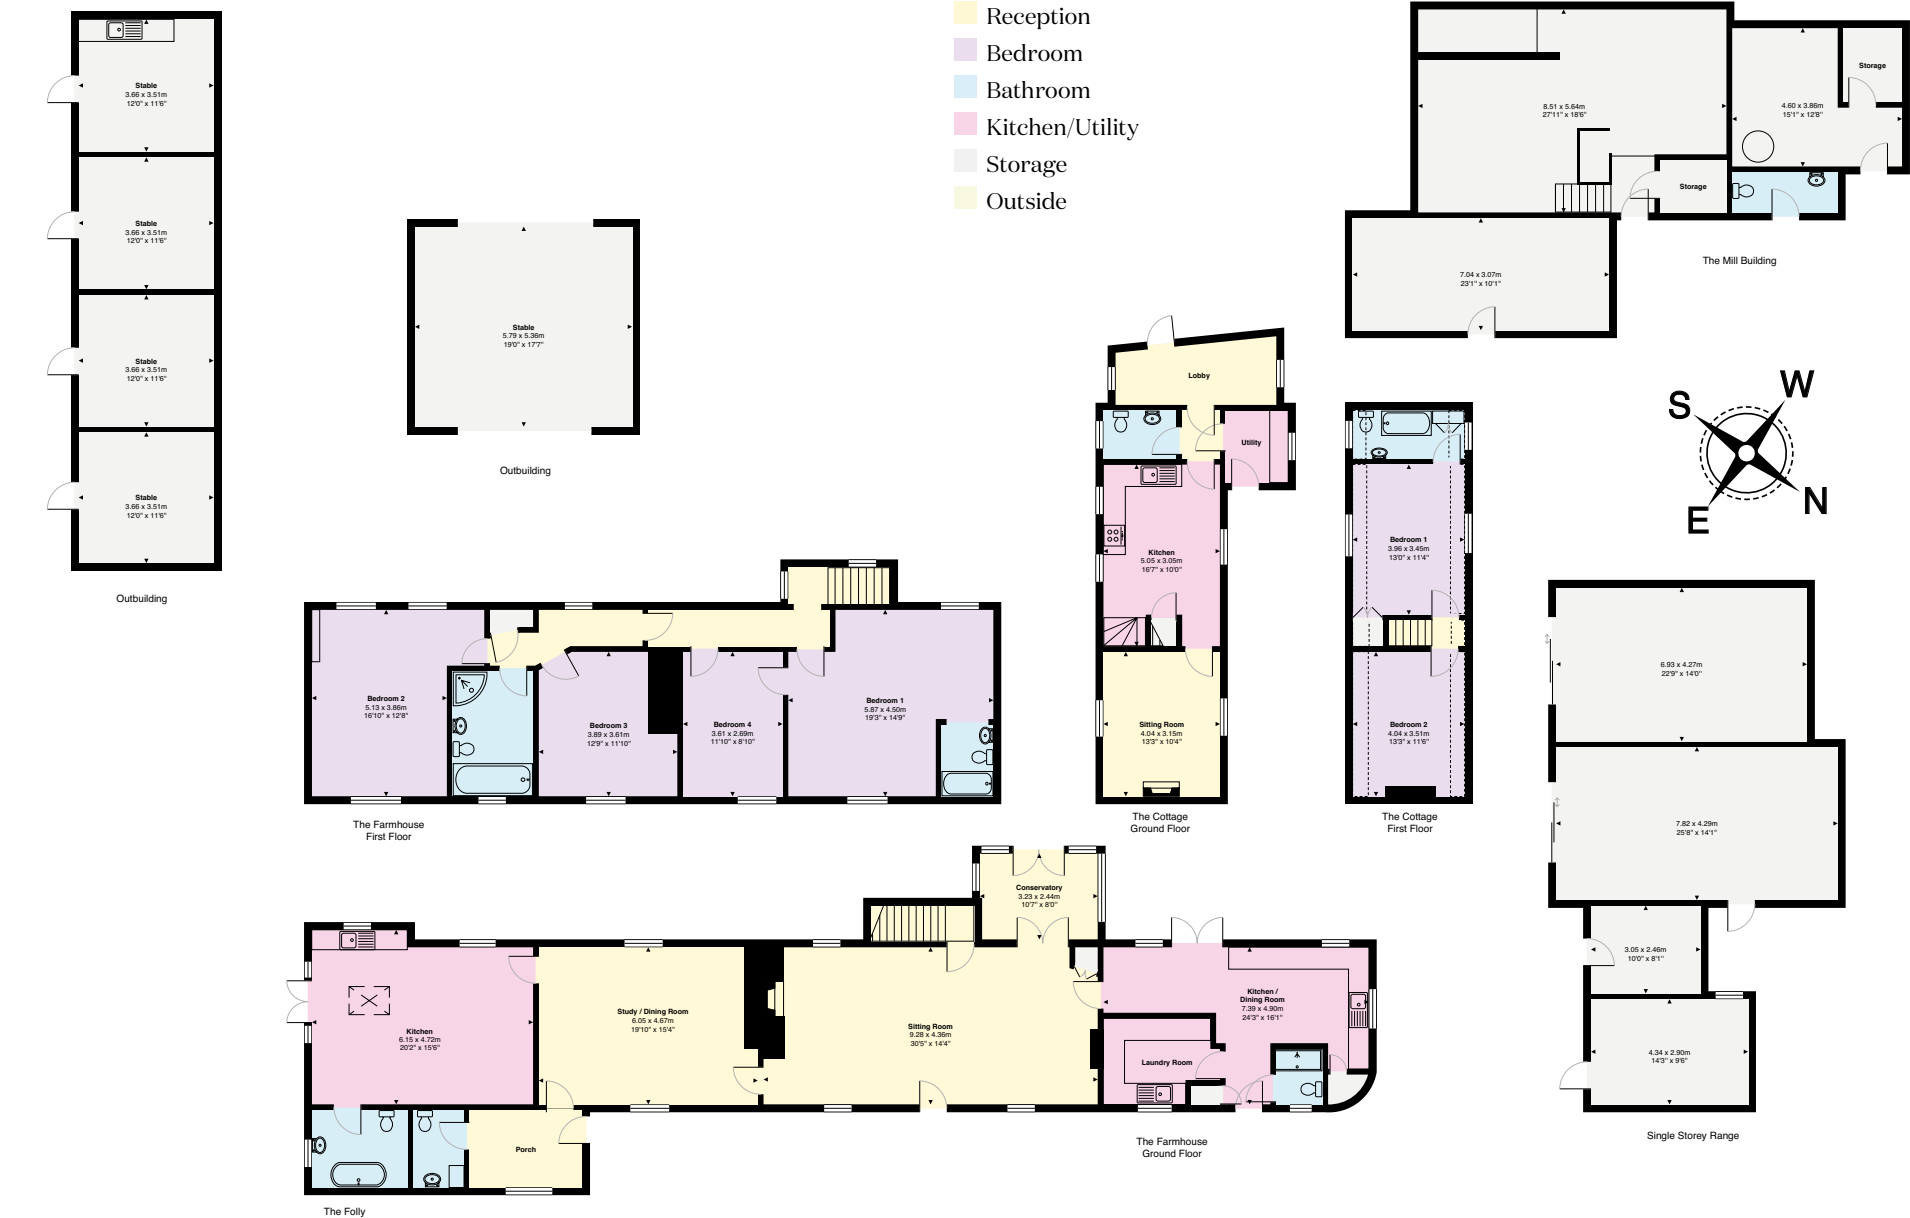 Reception
Bedroom
Bathroom
Kitchen/Utility
Storage
Outside
Stable
3.66 x 3.51m
12'0" x 11'6"
Stable
3.66 x 3.51m
12'0" x 11'6"
Stable
3.66 x 3.51m
12'0" x 11'6"
Stable
3.66 x 3.51m
12'0" x 11'6"
Outbuilding
Stable
5.79 x 5.36m
19'0" x 17'7"
Outbuilding
8.51 x 5.64m
27'11" x 18'6"
4.60 x 3.86m
15'1" x 12'8"
Storage
Storage
7.04 x 3.07m
23'1" x 10'1"
The Mill Building
S
W
E
N
Lobby
Utility
Kitchen
5.05 x 3.05m
16'7" x 10'0"
Sitting Room
4.04 x 3.15m
13'3" x 10'4"
The Cottage
Ground Floor
Bedroom 1
3.96 x 3.45m
13'0" x 11'4"
Bedroom 2
4.04 x 3.51m
13'3" x 11'6"
The Cottage
First Floor
Bedroom 2
5.13 x 3.86m
16'10" x 12'8"
Bedroom 3
3.89 x 3.61m
12'9" x 11'10"
Bedroom 4
3.61 x 2.69m
11'10" x 8'10"
Bedroom 1
5.87 x 4.50m
19'3" x 14'9"
The Farmhouse
First Floor
6.93 x 4.27m
22'9" x 14'0"
7.82 x 4.29m
25'8" x 14'1"
3.05 x 2.46m
10'0" x 8'1"
4.34 x 2.90m
14'3" x 9'6"
Single Storey Range
Conservatory
3.23 x 2.44m
10'7" x 8'0"
Kitchen
6.15 x 4.72m
20'2" x 15'6"
Study / Dining Room
6.05 x 4.67m
19'10" x 15'4"
Sitting Room
9.28 x 4.36m
30'5" x 14'4"
Kitchen /
Dining Room
7.39 x 4.90m
24'3" x 16'1"
Laundry Room
Porch
The Farmhouse
Ground Floor
The Folly